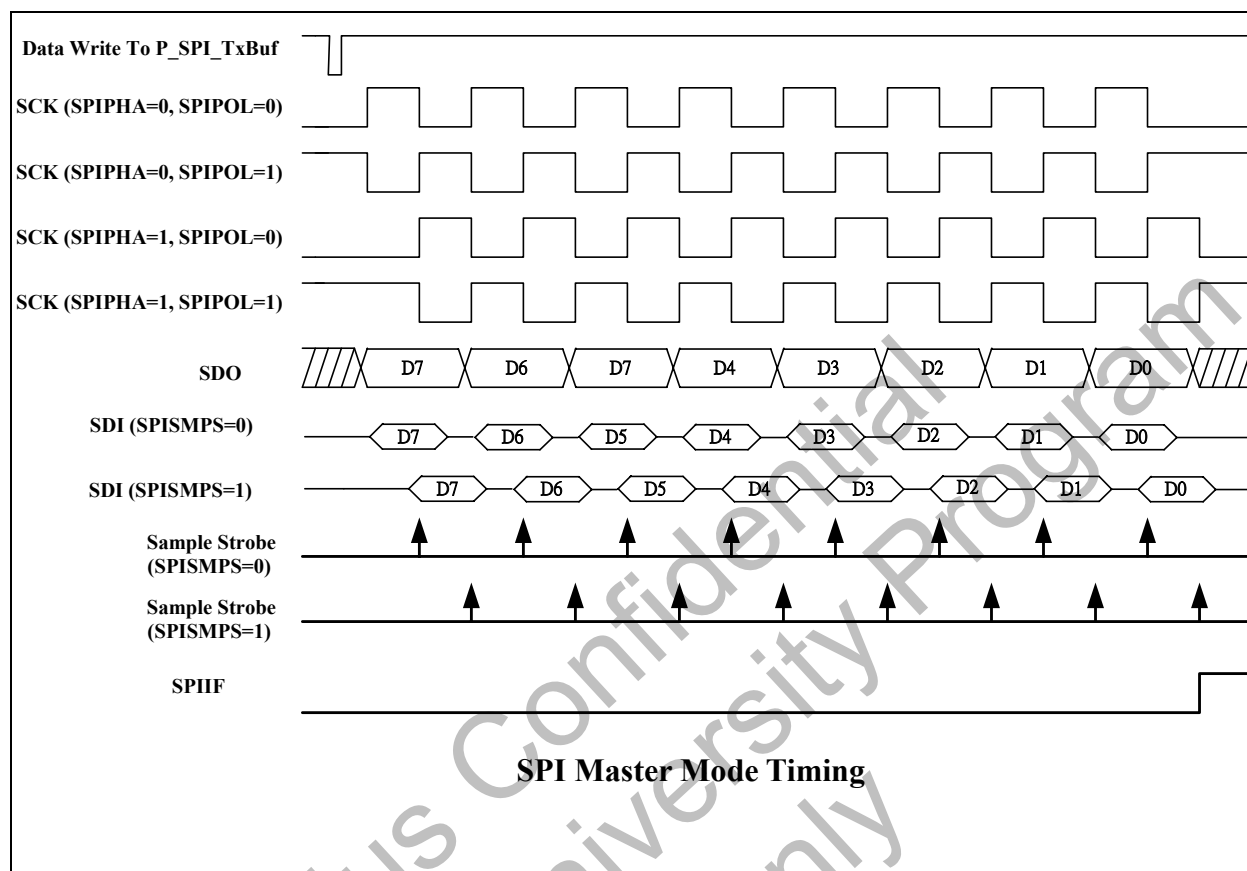 Data Write To P_SPI_TxBuf
SCK (SPIPHA=0, SPIPOL=0)
SCK (SPIPHA=0, SPIPOL=1)
SCK (SPIPHA=1, SPIPOL=0)
SCK (SPIPHA=1, SPIPOL=1)
SDO D7 D6 D7 D4 D3 D2 D1 D0
SDI (SPISMPS=0) D7 D6 D5 D4 D3 D2 D1 D0
SDI (SPISMPS=1) D7 D6 D5 D4 D3 D2 D1 D0
Sample Strobe
(SPISMPS=0)
Sample Strobe
(SPISMPS=1)
SPIIF
SPI Master Mode Timing
Confidential
University Program